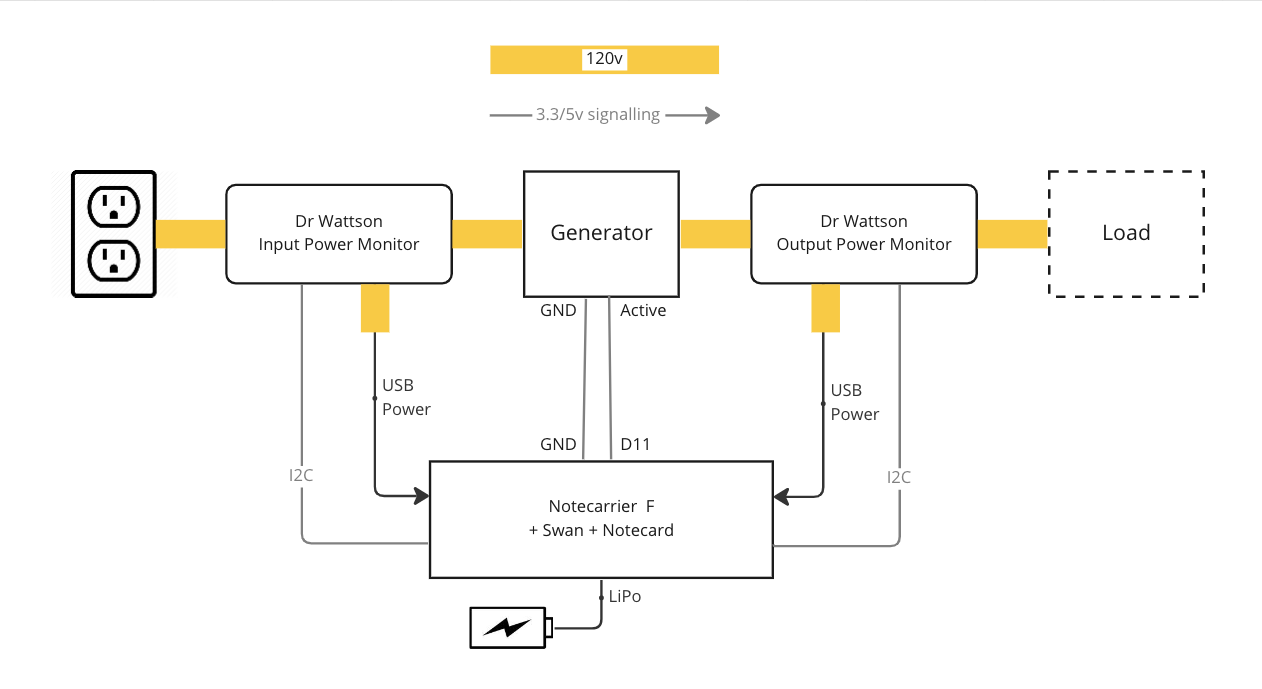 120v
3.3/5v signalling
Dr Wattson
Input Power Monitor
Generator
Dr Wattson
Output Power Monitor
Load
GND
Active
USB
Power
USB
Power
GND
D11
I2C
I2C
Notecarrier F
+ Swan + Notecard
LiPo